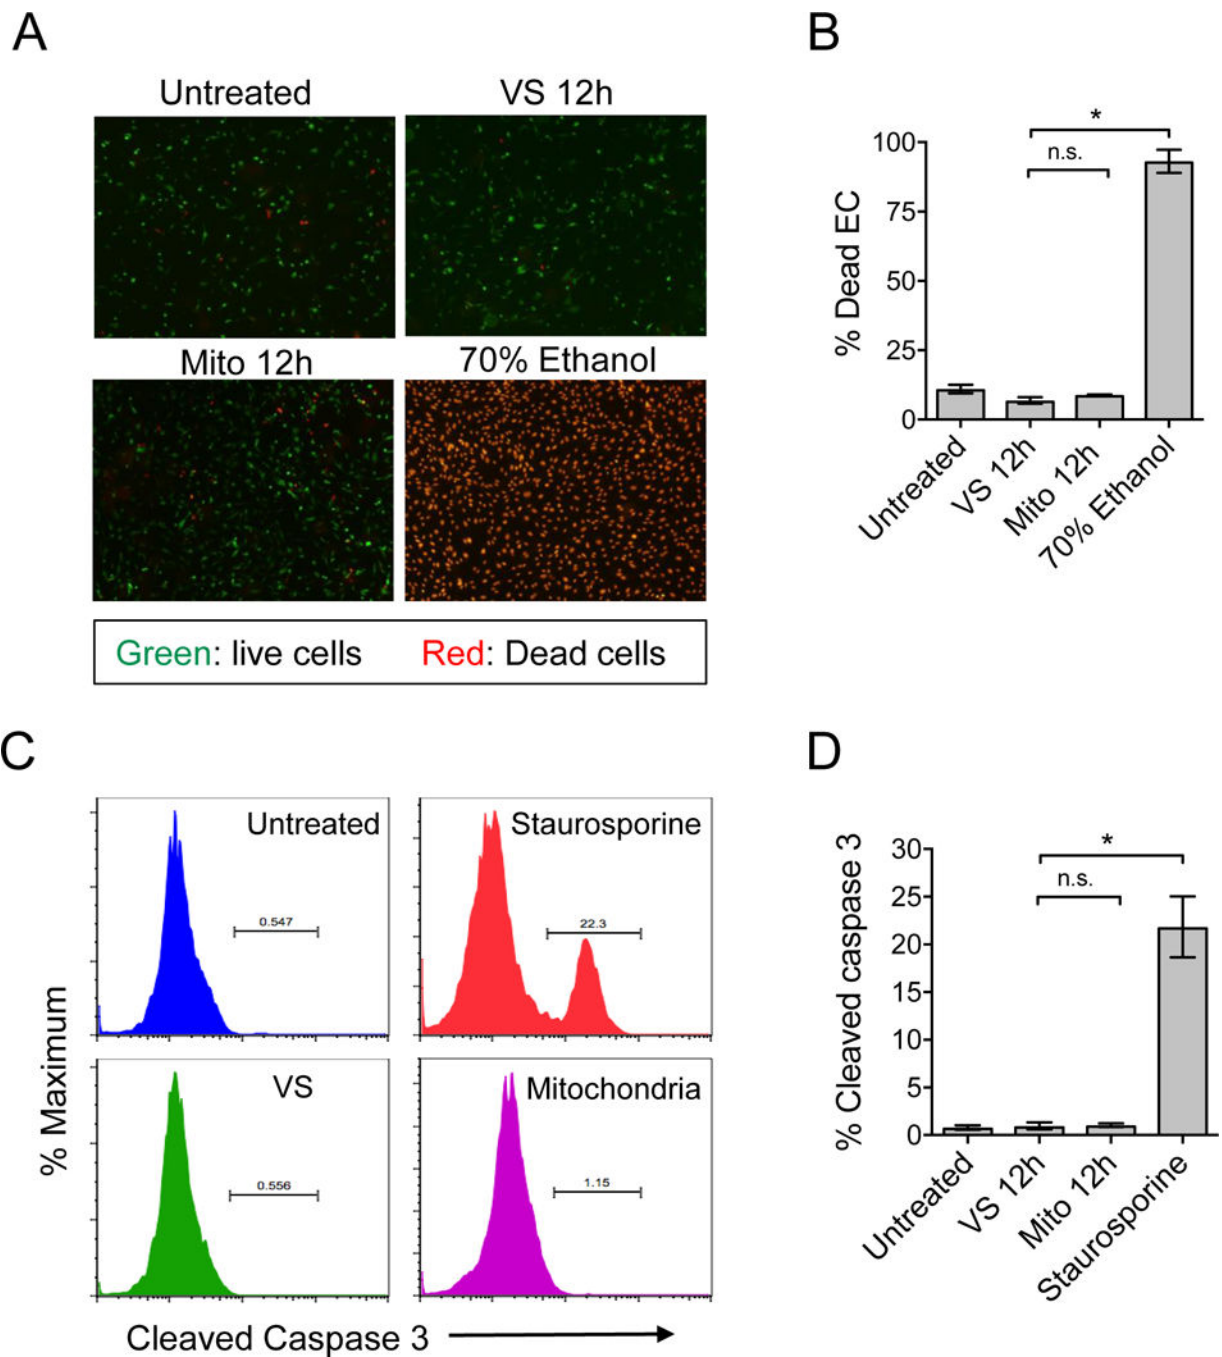 A
Untreated
VS 12h
Mito 12h
70% Ethanol
Green: live cells Red: Dead cells
B
% Dead EC
100
75
50
25
0
*
n.s.
Untreated
VS 12h
Mito 12h
70% Ethanol
C
% Maximum
Untreated
0.547
Staurosporine
22.3
VS
0.556
Mitochondria
1.15
Cleaved Caspase 3
D
% Cleaved caspase 3
30
25
20
15
10
5
0
*
n.s.
Untreated
VS 12h
Mito 12h
Staurosporine